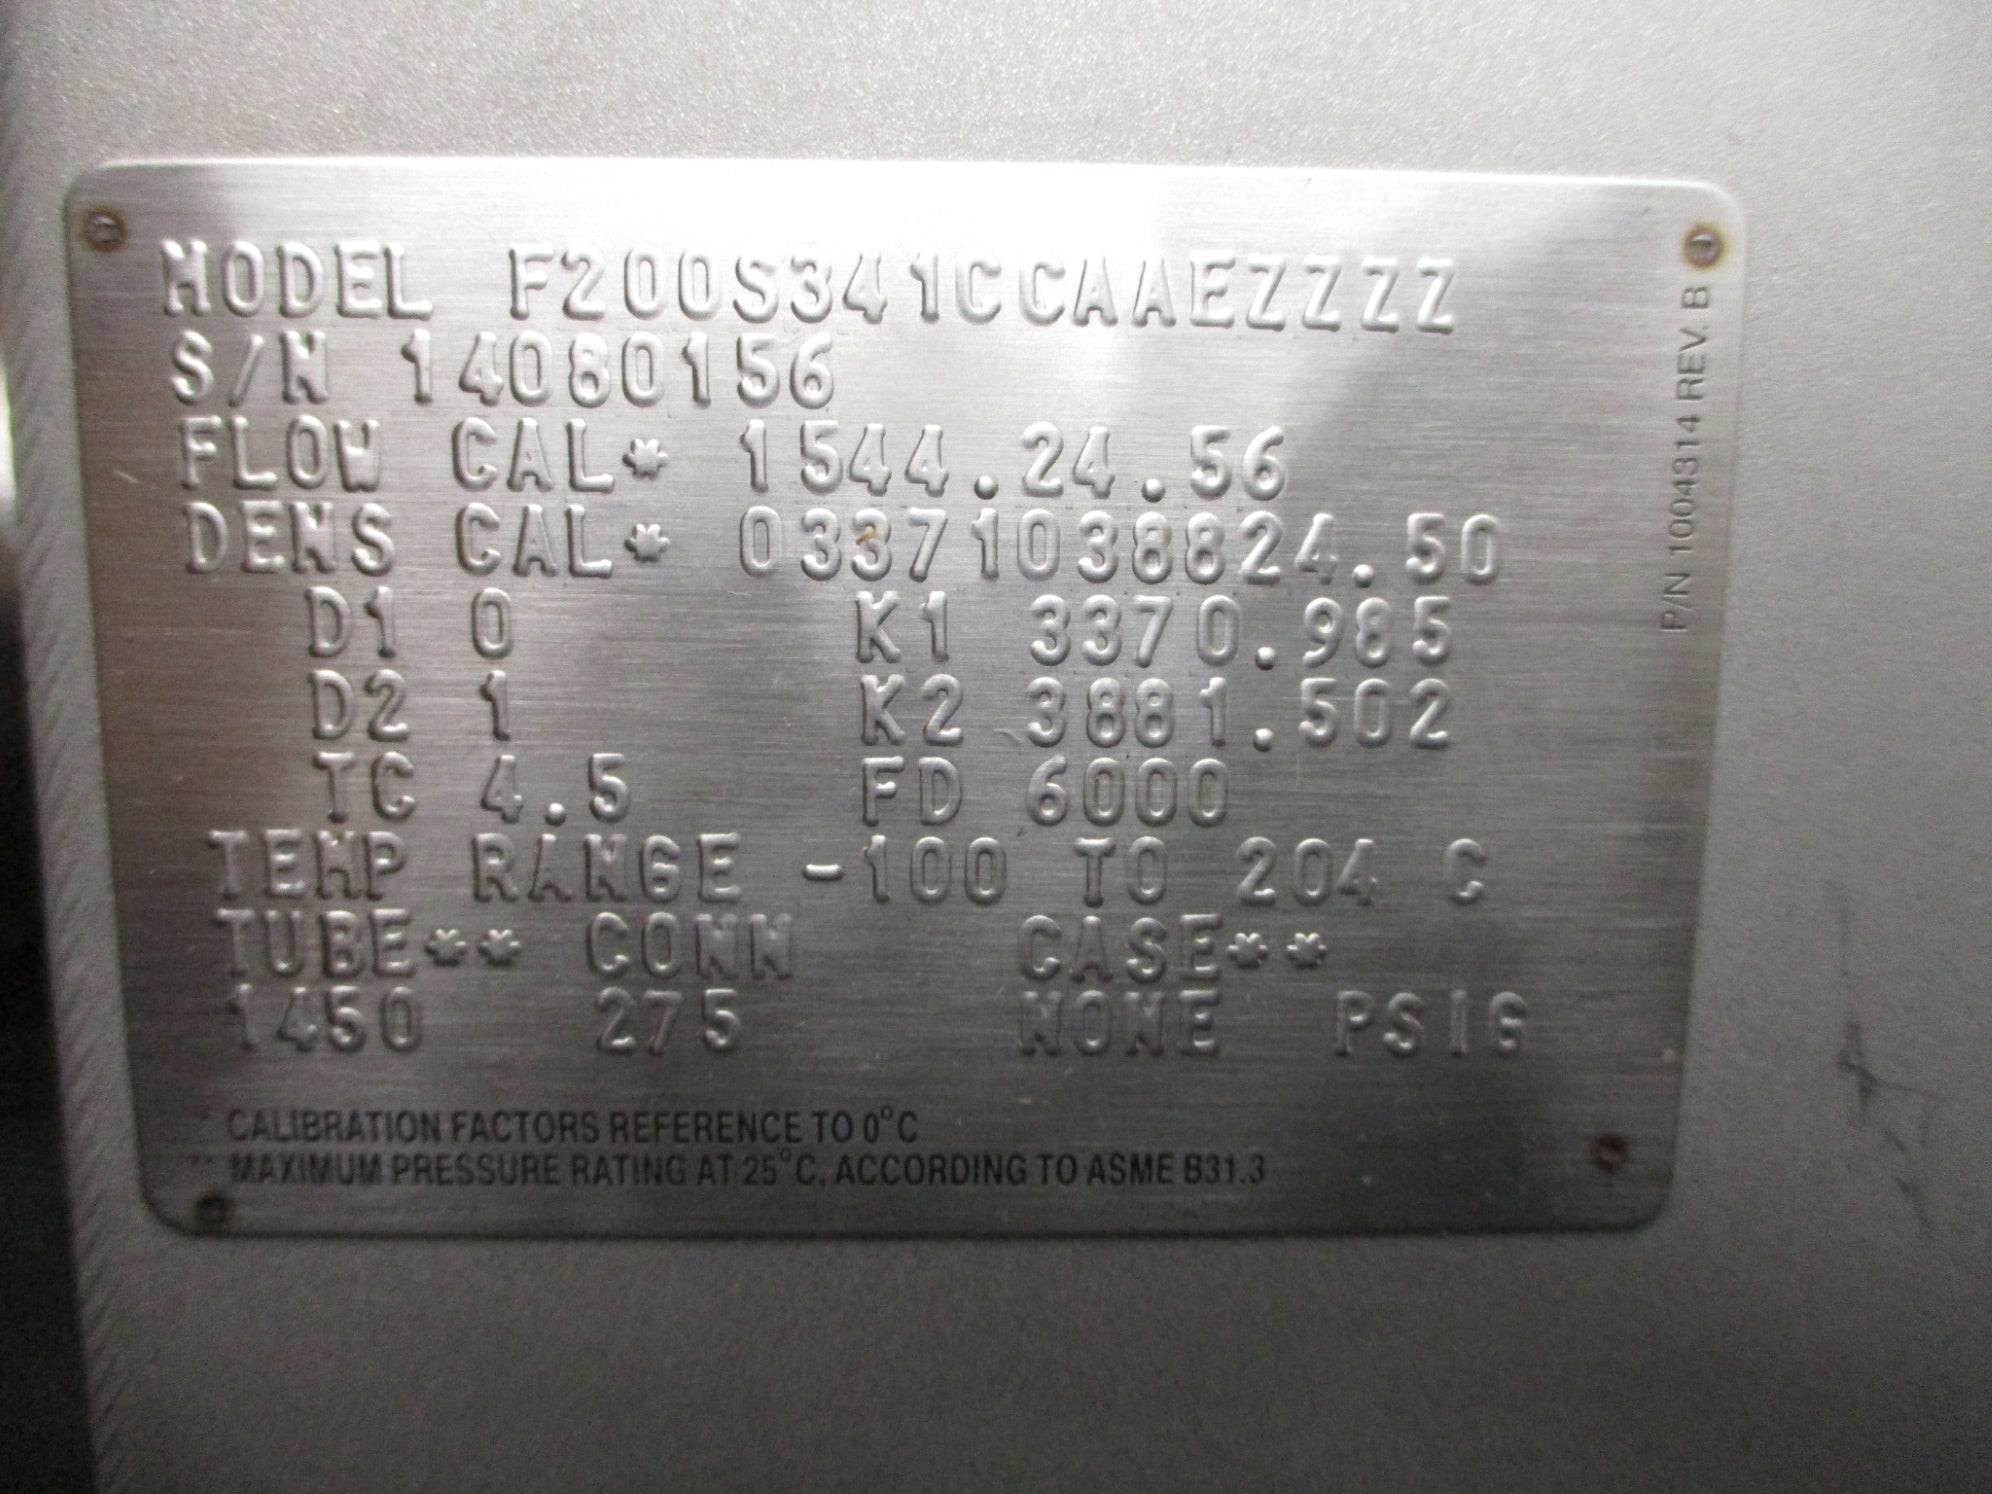 MODEL F200S341CCAAEZZZZ
S/N 14080156
FLOW CAL* 1544.24.56
DENS CAL* 03371038824.50
D1 0 K1 3370.985
D2 1 K2 3881.502
TC 4.5 FD 6000
TEMP RANGE -100 TO 204 C
TUBE** CONN CASE**
1450 275 NONE PSIG
* CALIBRATION FACTORS REFERENCE TO 0°C
** MAXIMUM PRESSURE RATING AT 25°C, ACCORDING TO ASME B31.3
P/N 1004314 REV. B